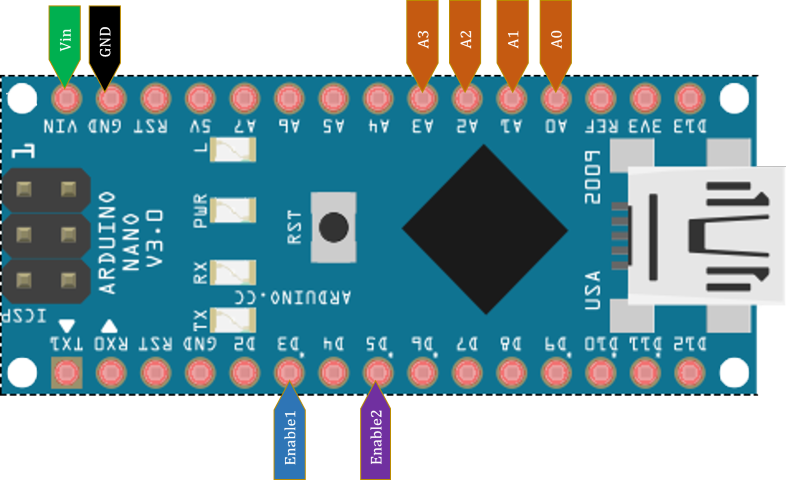 Vin
GND
A3
A2
A1
A0
VIN GND RST 5V A7 A6 A5 A4 A3 A2 A1 A0 REF 3V3 D13
1
L
PWR
RX
TX
ARDUINO
NANO
V3.0
RST
ARDUINO.CC
2005
USA
ICSP
TX1 RX0 RST GND D2 D3 D4 D5 D6 D7 D8 D9 D10 D11 D12
Enable1
Enable2